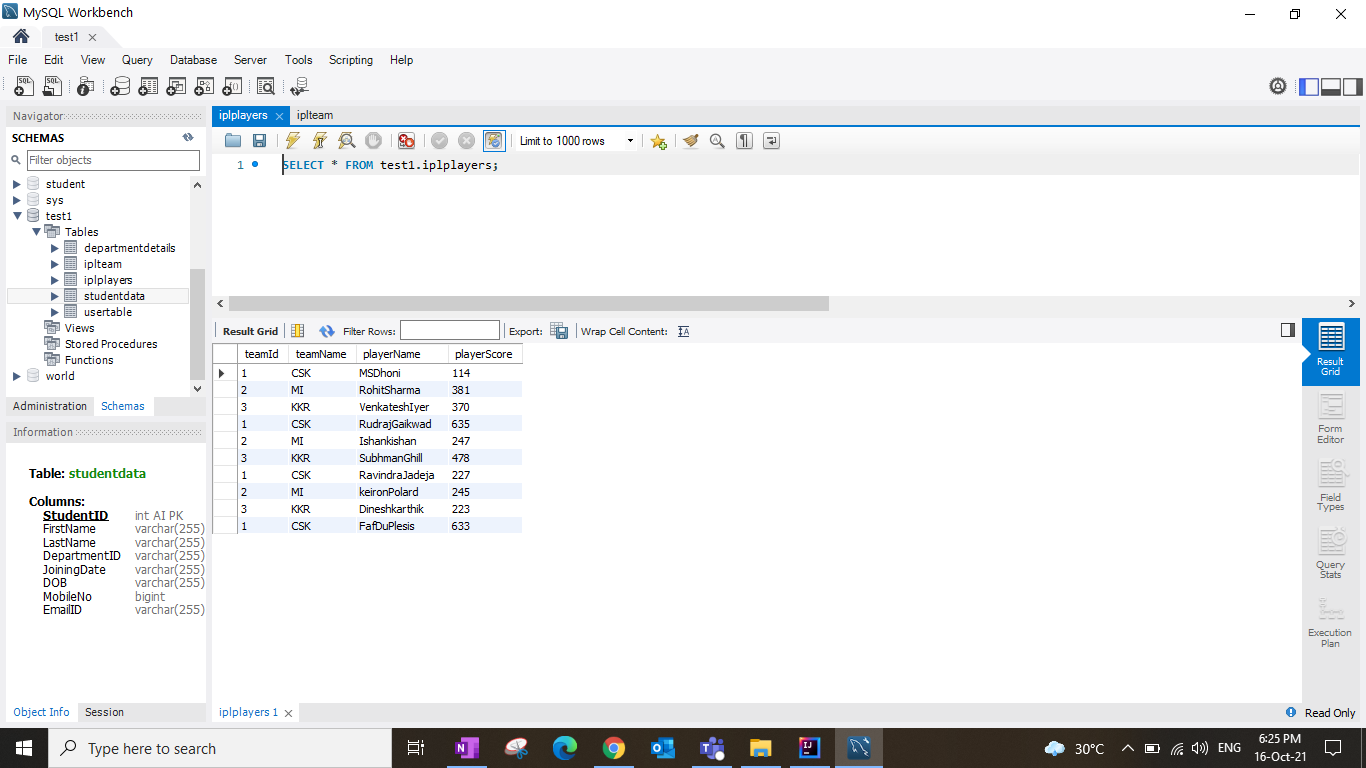 MySQL Workbench
test1
File Edit View Query Database Server Tools Scripting Help
Navigator
SCHEMAS
Filter objects
student
sys
test1
Tables
departmentdetails
iplteam
iplplayers
studentdata
usertable
Views
Stored Procedures
Functions
world
Administration Schemas
Information
Table: studentdata
Columns:
StudentID int AI PK
FirstName varchar(255)
LastName varchar(255)
DepartmentID varchar(255)
JoiningDate varchar(255)
DOB varchar(255)
MobileNo bigint
EmailID varchar(255)
Object Info Session
iplplayers iplteam
Limit to 1000 rows
1 SELECT * FROM test1.iplplayers;
Result Grid Filter Rows: Export: Wrap Cell Content:
teamId teamName playerName playerScore
1 CSK MSDhoni 114
2 MI RohitSharma 381
3 KKR VenkateshIyer 370
1 CSK RudrajGaikwad 635
2 MI Ishankishan 247
3 KKR SubhmanGhill 478
1 CSK RavindraJadeja 227
2 MI keironPolard 245
3 KKR Dineshkarthik 223
1 CSK FafDuPlesis 633
Result
Grid
Form
Editor
Field
Types
Query
Stats
Execution
Plan
iplplayers 1
Read Only
Type here to search
30°C
ENG
6:25 PM
16-Oct-21